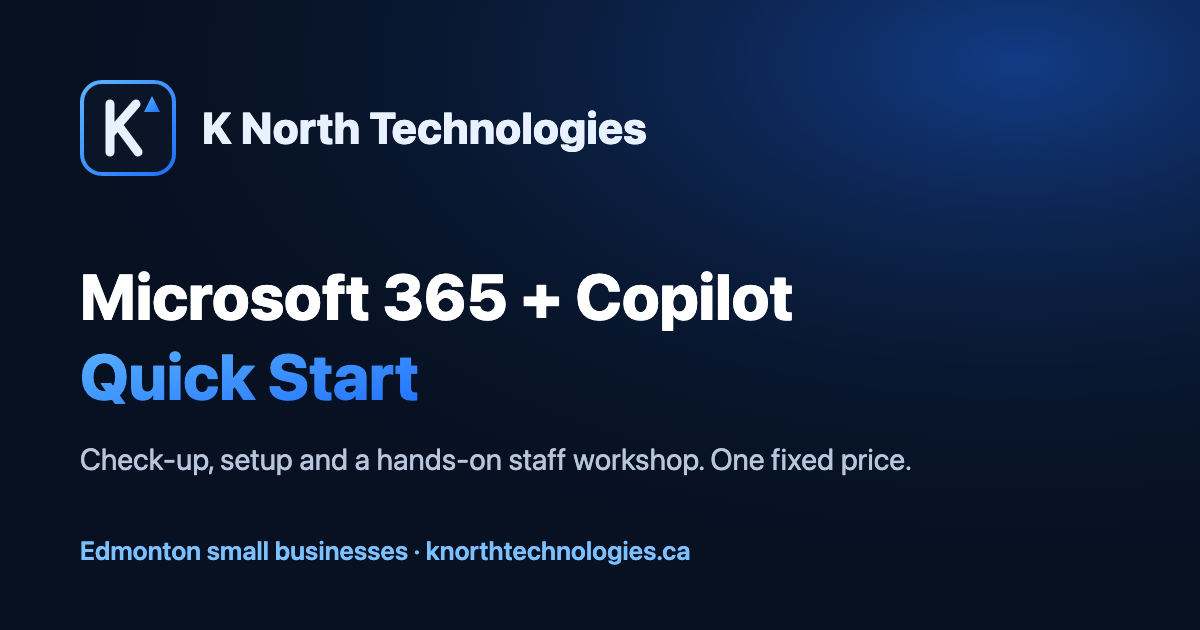 K
K North Technologies
Microsoft 365 + Copilot
Quick Start
Check-up, setup and a hands-on staff workshop. One fixed price.
Edmonton small businesses · knorthtechnologies.ca